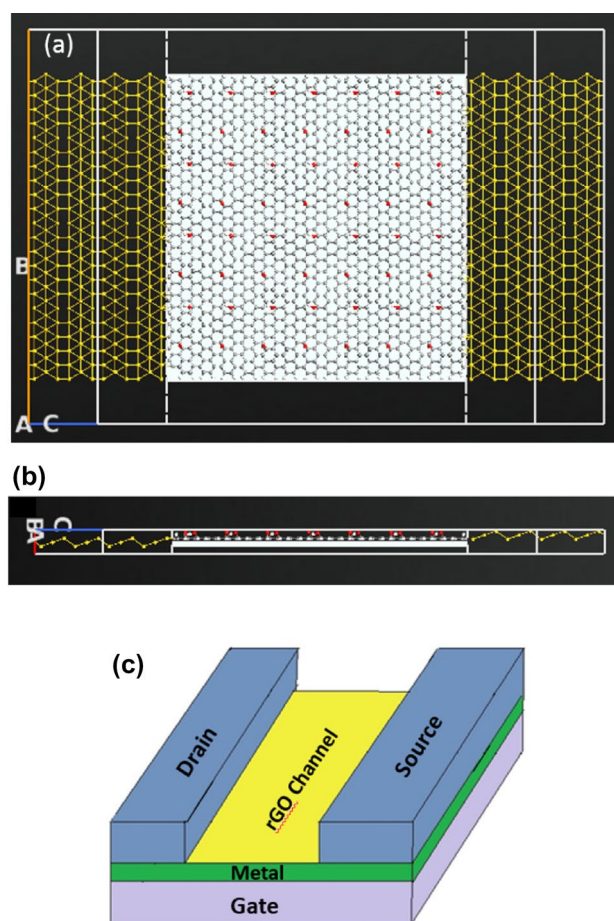 (a)
B
A C
(b)
B C
A
(c)
Drain
rGO Channel
Source
Metal
Gate